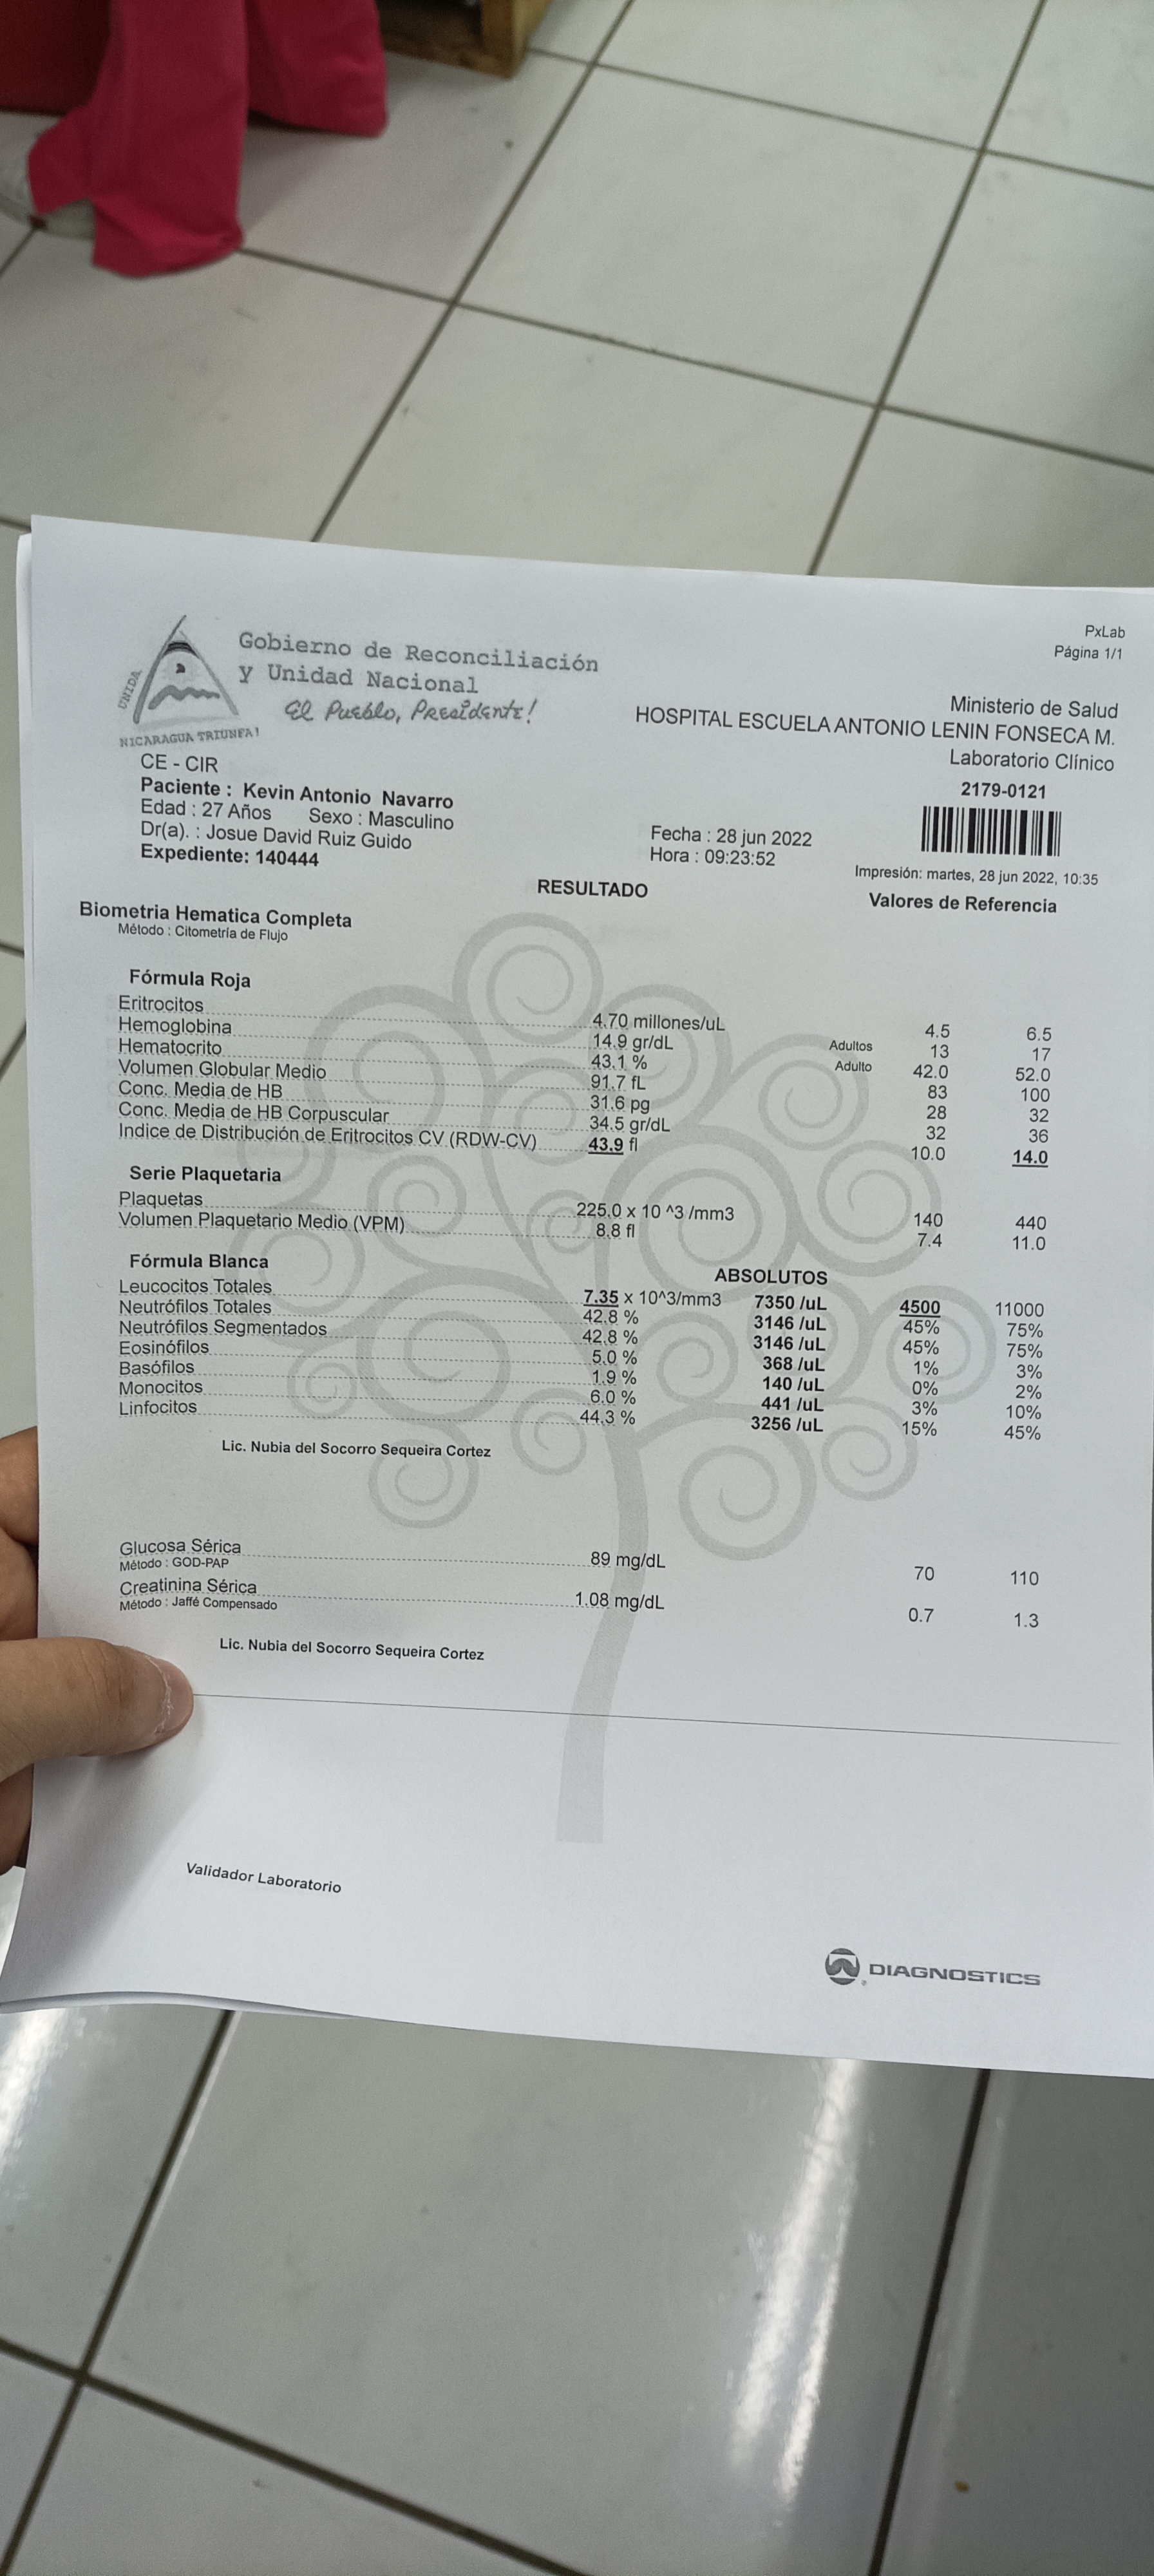 PxLab
Página 1/1
Gobierno de Reconciliación
y Unidad Nacional
El Pueblo, Presidente!
UNIDA
NICARAGUA TRIUNFA!
Ministerio de Salud
HOSPITAL ESCUELA ANTONIO LENIN FONSECA M.
Laboratorio Clínico
2179-0121
CE - CIR
Paciente : Kevin Antonio Navarro
Edad : 27 Años Sexo : Masculino
Dr(a). : Josue David Ruiz Guido
Expediente: 140444
Fecha : 28 jun 2022
Hora : 09:23:52
Impresión: martes, 28 jun 2022, 10:35
RESULTADO Valores de Referencia
Biometria Hematica Completa
Método : Citometría de Flujo
Fórmula Roja
Eritrocitos 4.70 millones/uL 4.5 6.5
Hemoglobina 14.9 gr/dL Adultos 13 17
Hematocrito 43.1 % Adulto 42.0 52.0
Volumen Globular Medio 91.7 fL 83 100
Conc. Media de HB 31.6 pg 28 32
Conc. Media de HB Corpuscular 34.5 gr/dL 32 36
Indice de Distribución de Eritrocitos CV (RDW-CV) 43.9 fl 10.0 14.0
Serie Plaquetaria
Plaquetas 225.0 x 10 ^3 /mm3 140 440
Volumen Plaquetario Medio (VPM) 8.8 fl 7.4 11.0
Fórmula Blanca ABSOLUTOS
Leucocitos Totales 7.35 x 10^3/mm3 7350 /uL 4500 11000
Neutrófilos Totales 42.8 % 3146 /uL 45% 75%
Neutrófilos Segmentados 42.8 % 3146 /uL 45% 75%
Eosinófilos 5.0 % 368 /uL 1% 3%
Basófilos 1.9 % 140 /uL 0% 2%
Monocitos 6.0 % 441 /uL 3% 10%
Linfocitos 44.3 % 3256 /uL 15% 45%
Lic. Nubia del Socorro Sequeira Cortez
Glucosa Sérica 89 mg/dL 70 110
Método : GOD-PAP
Creatinina Sérica 1.08 mg/dL 0.7 1.3
Método : Jaffé Compensado
Lic. Nubia del Socorro Sequeira Cortez
Validador Laboratorio
DIAGNOSTICS